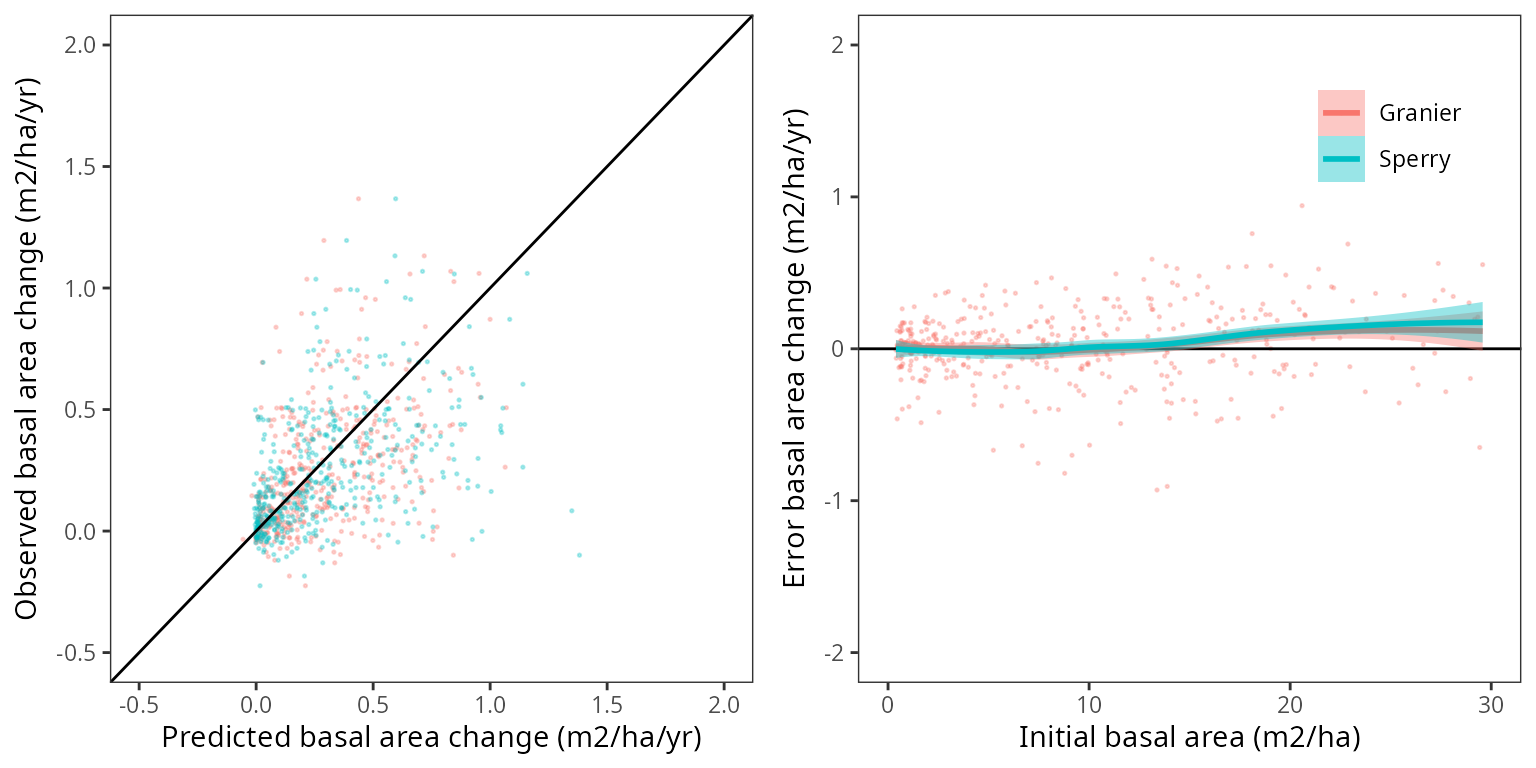 Observed basal area change (m2/ha/yr)
2.0
1.5
1.0
0.5
0.0
-0.5
-0.5 0.0 0.5 1.0 1.5 2.0
Predicted basal area change (m2/ha/yr)
Error basal area change (m2/ha/yr)
2
1
0
-1
-2
Granier
Sperry
0 10 20 30
Initial basal area (m2/ha)